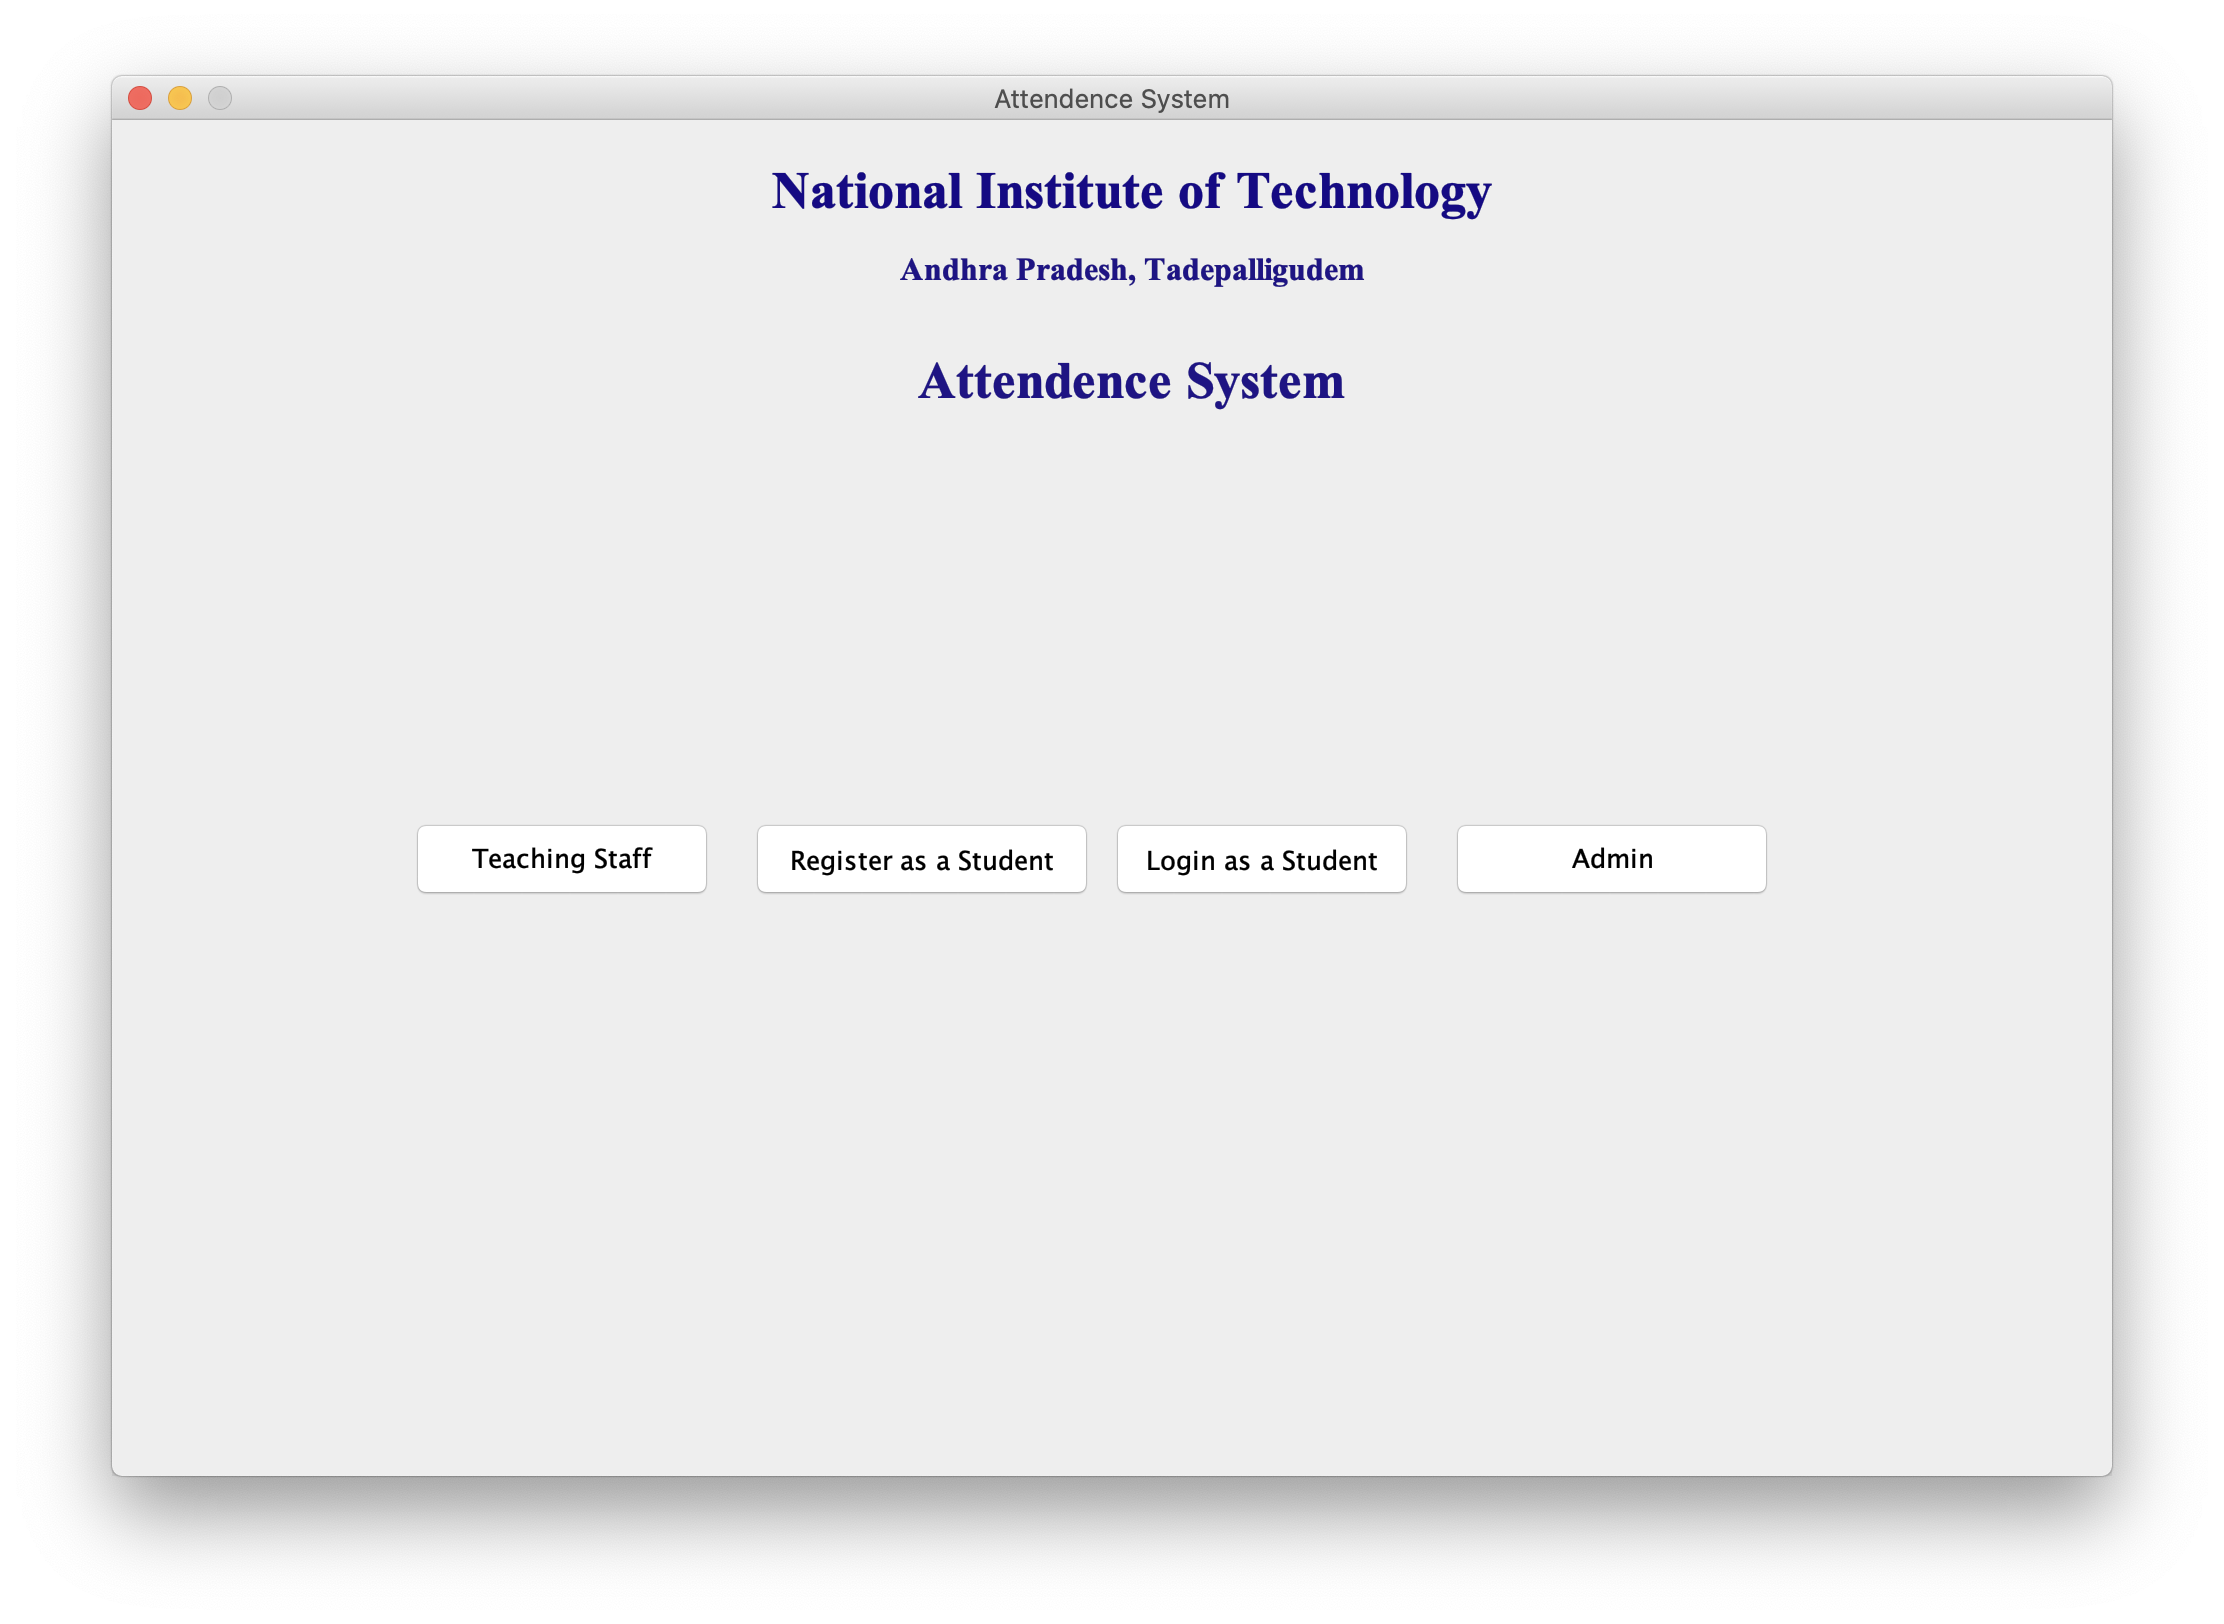 Attendence System
National Institute of Technology
Andhra Pradesh, Tadepalligudem
Attendence System
Teaching Staff
Register as a Student
Login as a Student
Admin